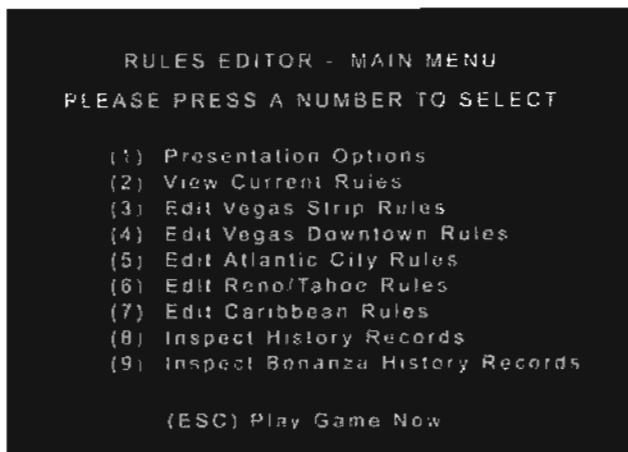 RULES EDITOR - MAIN MENU
PLEASE PRESS A NUMBER TO SELECT
(1) Presentation Options
(2) View Current Rules
(3) Edit Vegas Strip Rules
(4) Edit Vegas Downtown Rules
(5) Edit Atlantic City Rules
(6) Edit Reno/Tahoe Rules
(7) Edit Caribbean Rules
(8) Inspect History Records
(9) Inspect Bonanza History Records
(ESC) Play Game Now